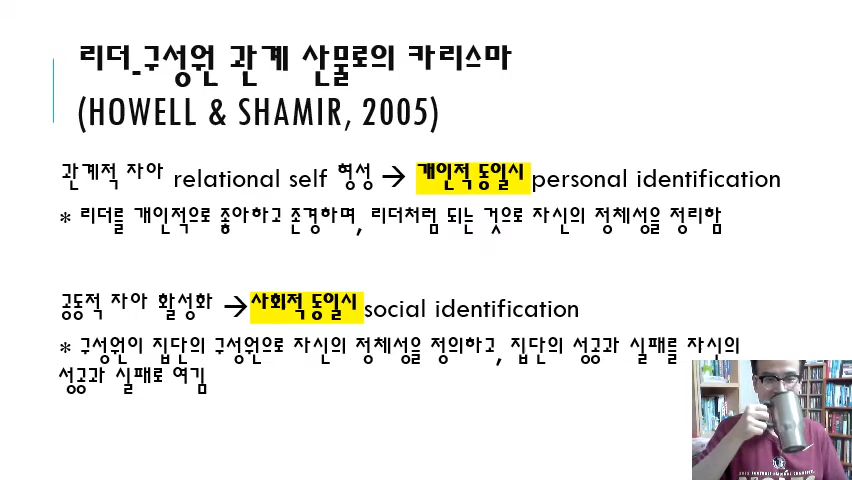 리더-구성원 관계 산물로의 카리스마
(HOWELL & SHAMIR, 2005)
관계적 자아 relational self 형성 → 개인적 동일시 personal identification
* 리더를 개인적으로 좋아하고 존경하며, 리더처럼 되는 것으로 자신의 정체성을 정리함
공동적 자아 활성화 → 사회적 동일시 social identification
* 구성원이 집단의 구성원으로 자신의 정체성을 정의하고, 집단의 성공과 실패를 자신의
성공과 실패로 여김